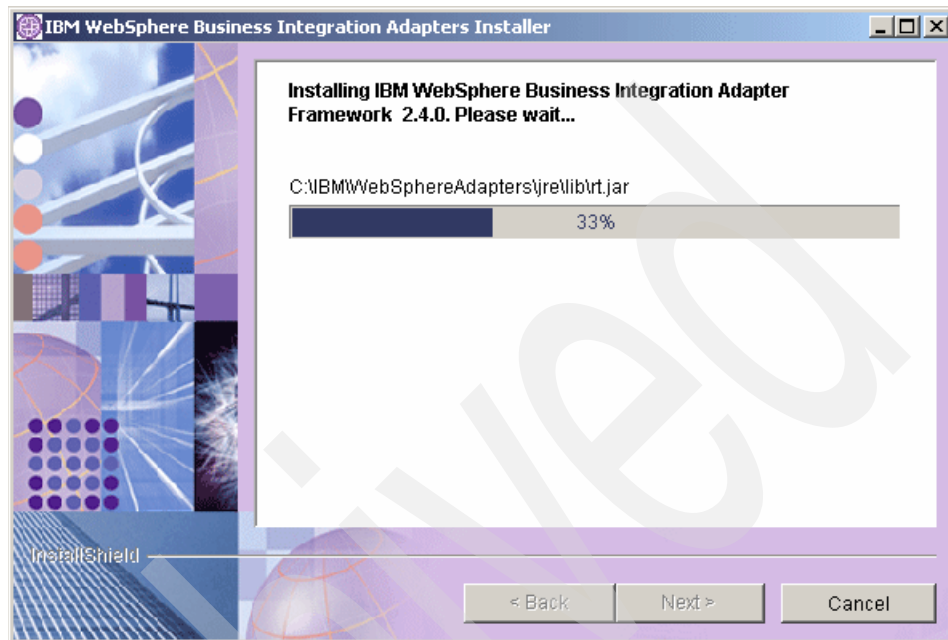 IBM WebSphere Business Integration Adapters Installer
Installing IBM WebSphere Business Integration Adapter
Framework 2.4.0. Please wait...
C:\IBM\WebSphereAdapters\jre\lib\rt.jar
33%
InstallShield
< Back
Next >
Cancel